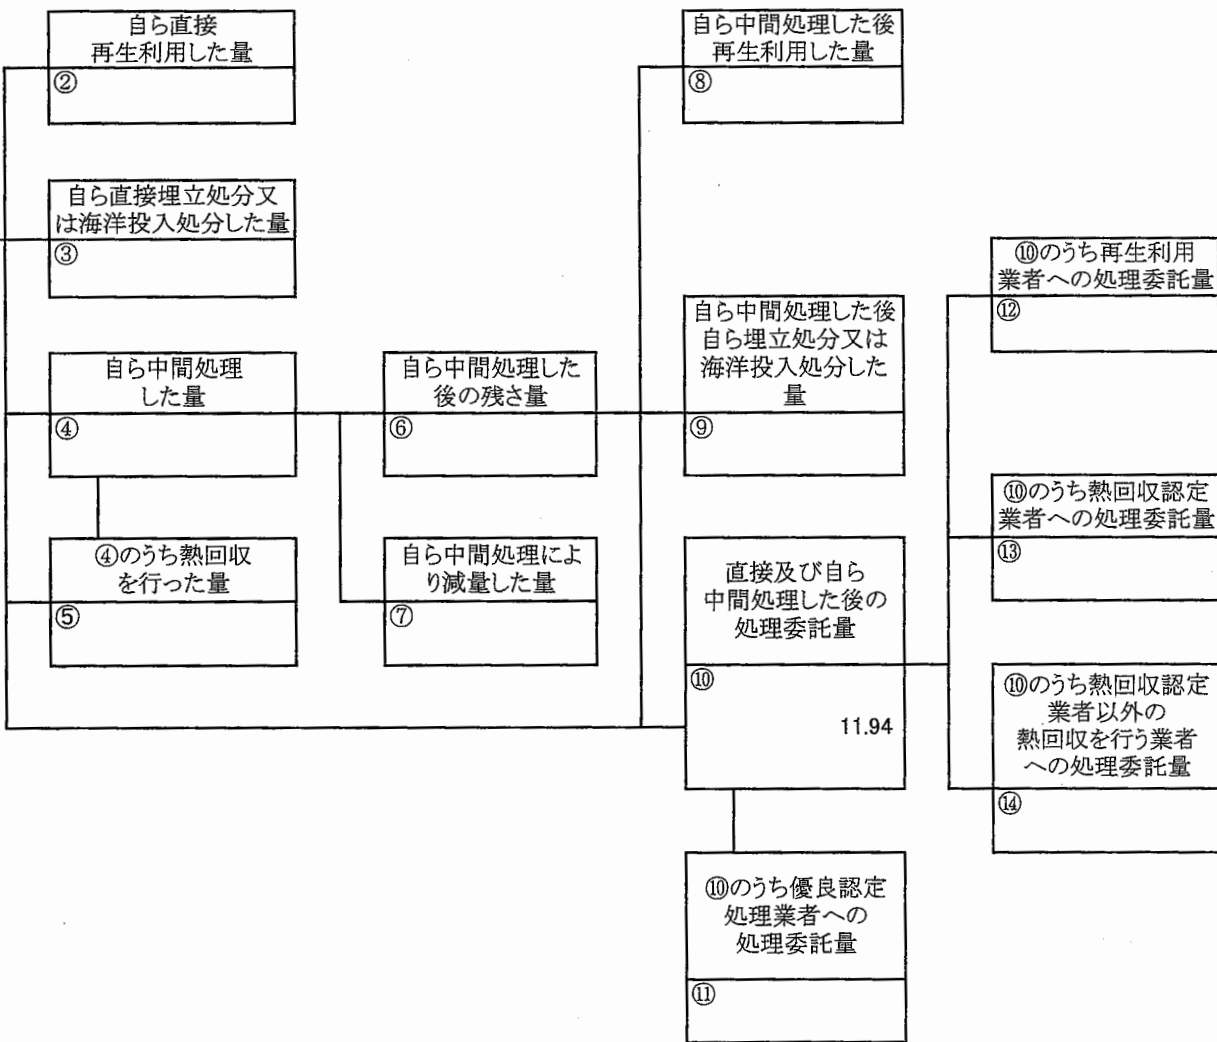 自ら直接
再生利用した量
②
自ら直接埋立処分又
は海洋投入処分した量
③
自ら中間処理
した量
④
④のうち熱回収
を行った量
⑤
自ら中間処理した
後の残さ量
⑥
自ら中間処理によ
り減量した量
⑦
自ら中間処理した後
再生利用した量
⑧
自ら中間処理した後
自ら埋立処分又は
海洋投入処分した
量
⑨
直接及び自ら
中間処理した後の
処理委託量
⑩
11.94
⑩のうち優良認定
処理業者への
処理委託量
⑪
⑩のうち再生利用
業者への処理委託量
⑫
⑩のうち熱回収認定
業者への処理委託量
⑬
⑩のうち熱回収認定
業者以外の
熱回収を行う業者
への処理委託量
⑭